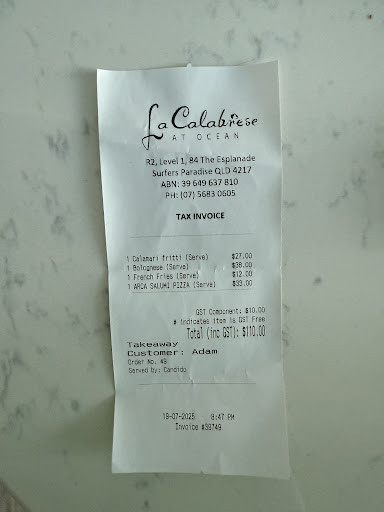 La Calabrese
AT OCEAN
R2, Level 1, 84 The Esplanade
Surfers Paradise QLD 4217
ABN: 39 649 637 810
PH: (07) 5683 0605
TAX INVOICE
1 Calamari fritti (Serve) $27.00
1 Bolognese (Serve) $38.00
1 French Fries (Serve) $12.00
1 ARCA SALUMI PIZZA (Serve) $33.00
GST Component: $10.00
# indicates item is GST Free
Total (inc GST): $110.00
Takeaway
Customer: Adam
Order No. 49
Served by: Candido
19-07-2025 8:47 PM
Invoice #39749